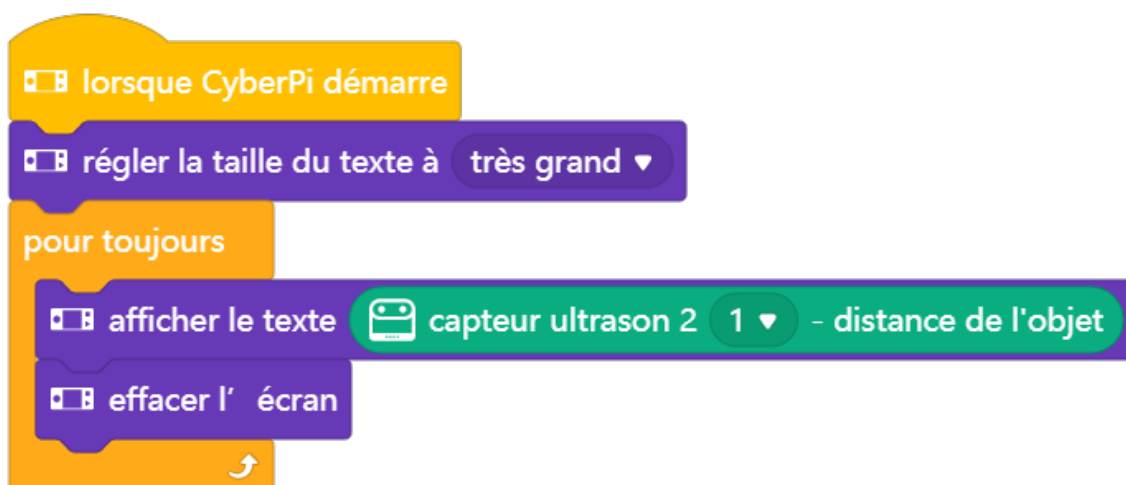 lorsque CyberPi démarre
régler la taille du texte à très grand
pour toujours
afficher le texte capteur ultrason 2 1 - distance de l'objet
effacer l’ écran